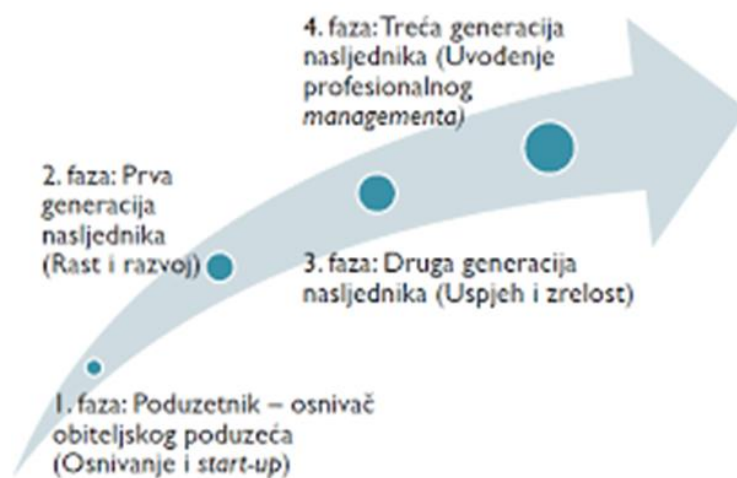 4. faza: Treća generacija
nasljednika (Uvođenje
profesionalnog
managementa)
2. faza: Prva
generacija
nasljednika
(Rast i razvoj)
3. faza: Druga generacija
nasljednika (Uspjeh i zrelost)
1. faza: Poduzetnik – osnivač
obiteljskog poduzeća
(Osnivanje i start-up)